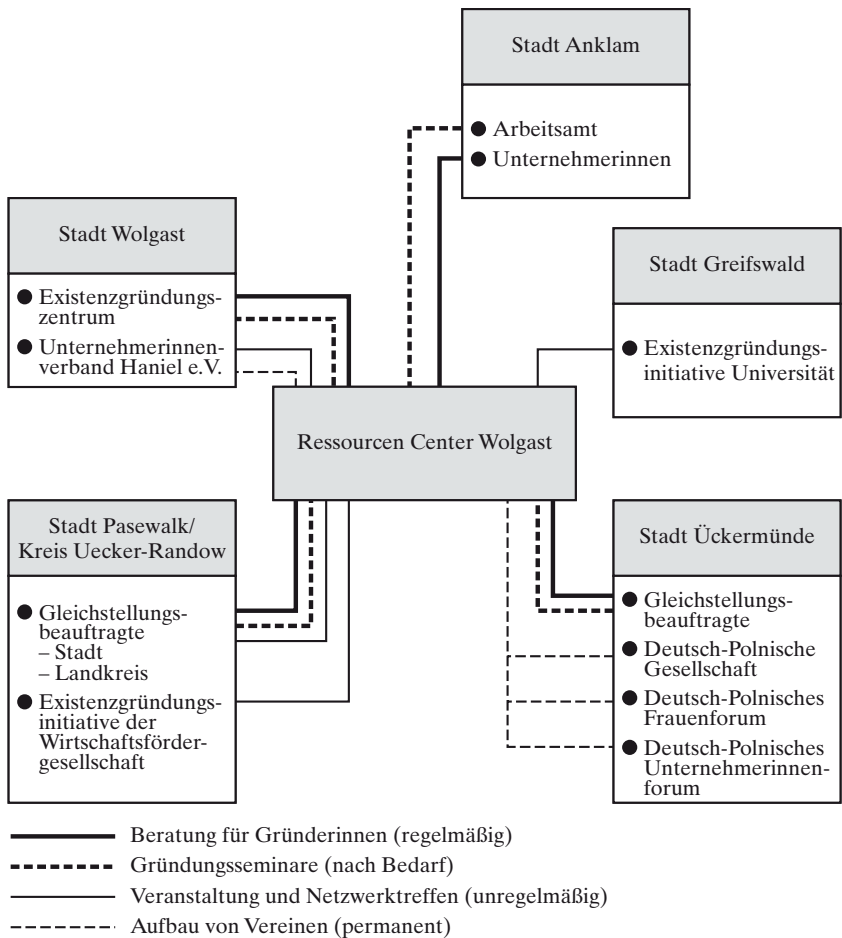 Stadt Anklam
Arbeitsamt
Unternehmerinnen
Stadt Wolgast
Existenzgründungs-
zentrum
Unternehmerinnen-
verband Haniel e.V.
Stadt Greifswald
Existenzgründungs-
initiative Universität
Ressourcen Center Wolgast
Stadt Pasewalk/
Kreis Uecker-Randow
Gleichstellungs-
beauftragte
– Stadt
– Landkreis
Existenzgründungs-
initiative der
Wirtschaftsförder-
gesellschaft
Stadt Ückermünde
Gleichstellungs-
beauftragte
Deutsch-Polnische
Gesellschaft
Deutsch-Polnisches
Frauenforum
Deutsch-Polnisches
Unternehmerinnen-
forum
Beratung für Gründerinnen (regelmäßig)
Gründungsseminare (nach Bedarf)
Veranstaltung und Netzwerktreffen (unregelmäßig)
Aufbau von Vereinen (permanent)